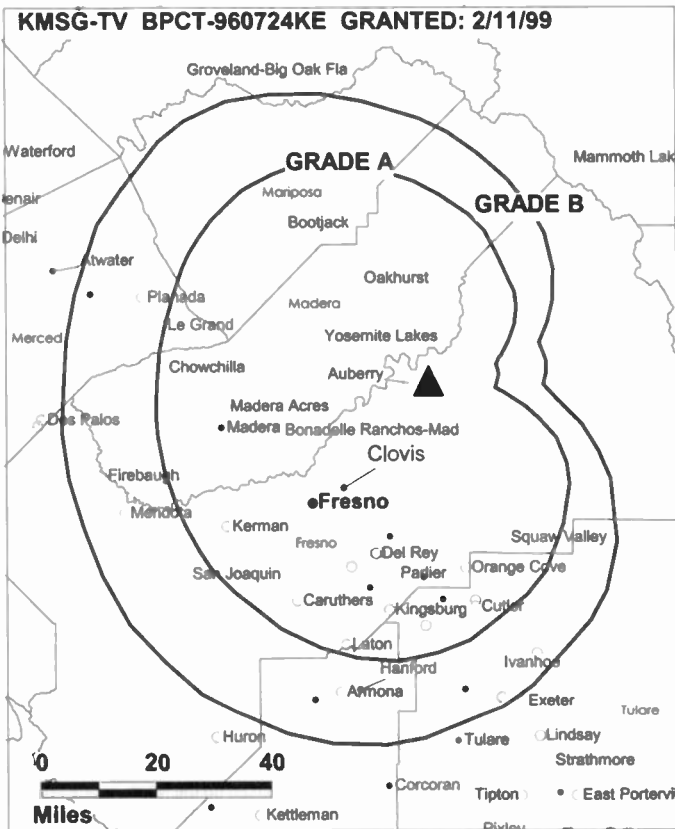 KMSG-TV BPCT-960724KE GRANTED: 2/11/99
Groveland-Big Oak Fla
Waterford
GRADE A
Mammoth Lak
Mariposa
enair
GRADE B
Bootjack
Delhi
Atwater
Oakhurst
Planada
Madera
Le Grand
Merced
Yosemite Lakes
Chowchilla
Auberry
Madera Acres
Dos Palos
Madera
Bonadelle Ranchos-Mad
Clovis
Firebaugh
Fresno
Mendota
Kerman
Squaw Valley
Fresno
Del Rey
San Joaquin
Parlier
Orange Cove
Caruthers
Kingsburg
Cutler
Laton
Ivanhoe
Hanford
Armona
Exeter
Tulare
Huron
Tulare
Lindsay
0 20 40
Strathmore
Corcoran
Tipton
East Portervi
Miles
Kettleman
Pixley